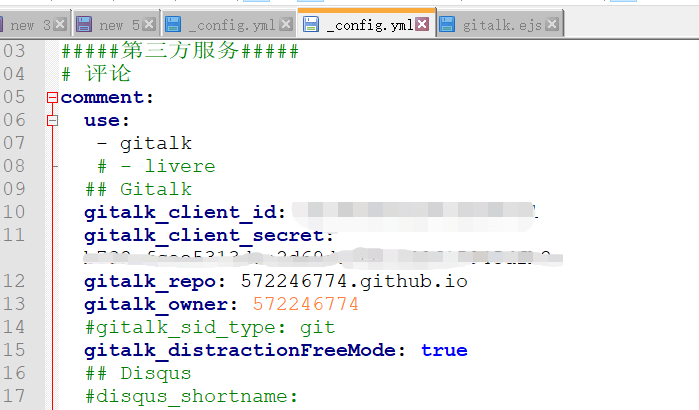 new 3
new 5
_config.yml
_config.yml
gitalk.ejs
03 #####第三方服务#####
04 # 评论
05 comment:
06 use:
07 - gitalk
08 # - livere
09 ## Gitalk
10 gitalk_client_id:
11 gitalk_client_secret:
12 gitalk_repo: 572246774.github.io
13 gitalk_owner: 572246774
14 #gitalk_sid_type: git
15 gitalk_distractionFreeMode: true
16 ## Disqus
17 #disqus_shortname: